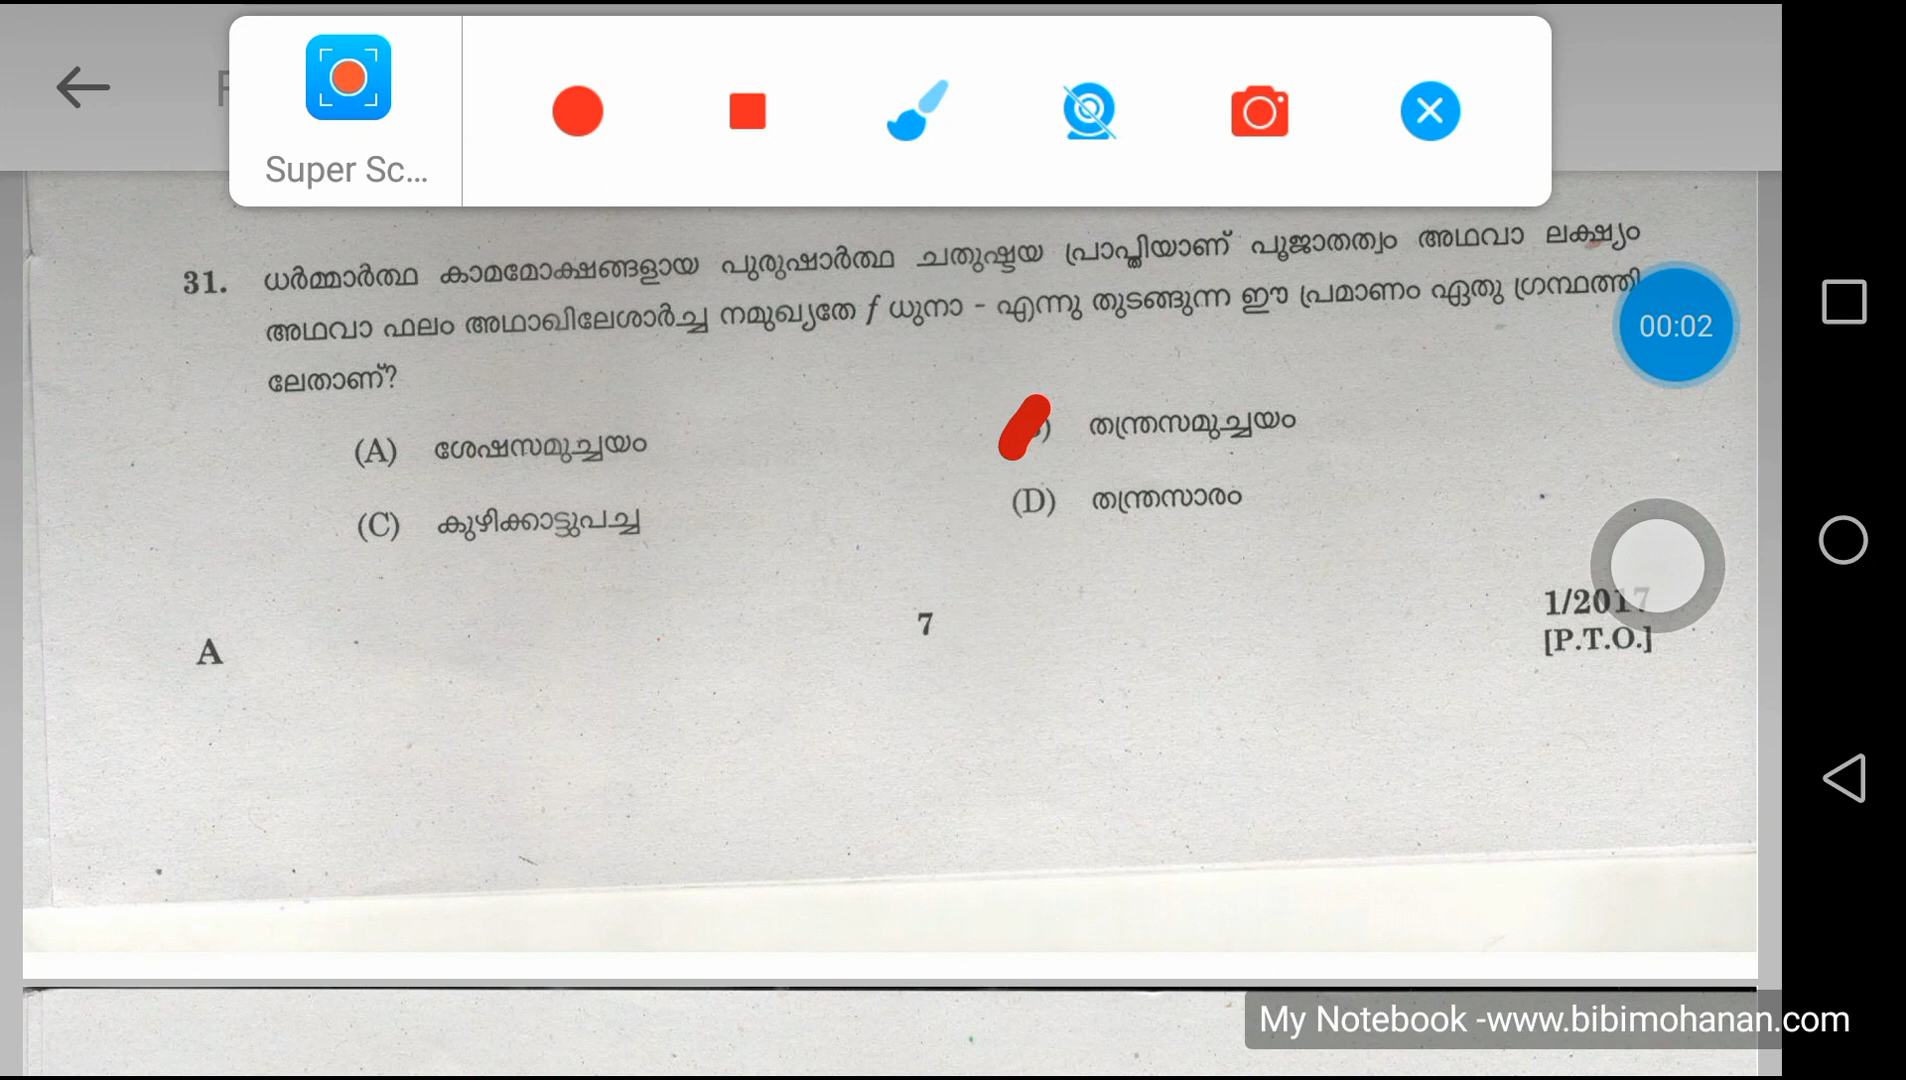 Super Sc...
31. ധർമ്മാർത്ഥ കാമമോക്ഷങ്ങളായ പുരുഷാർത്ഥ ചതുഷ്ടയ പ്രാപ്തിയാണ് പൂജാതത്വം അഥവാ ലക്ഷ്യം
അഥവാ ഫലം അഥാഖിലേശാർച്ച നമുഖ്യതേ f ധുനാ - എന്നു തുടങ്ങുന്ന ഈ പ്രമാണം ഏതു ഗ്രന്ഥത്തി
00:02
ലേതാണ്?
(A) ശേഷസമുച്ചയം
തന്ത്രസമുച്ചയം
(C) കുഴിക്കാട്ടുപച്ച
(D) തന്ത്രസാരം
A
7
1/2017
[P.T.O.]
My Notebook -www.bibimohanan.com